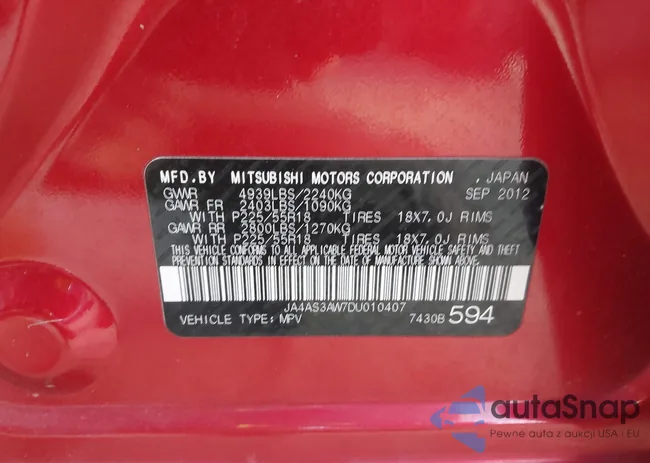 MFD.BY MITSUBISHI MOTORS CORPORATION , JAPAN
GVWR 4939LBS/2240KG SEP 2012
GAWR FR 2403LBS/1090KG
WITH P225/55R18 TIRES 18X7.0J RIMS
GAWR RR 2800LBS/1270KG
WITH P225/55R18 TIRES 18X7.0J RIMS
THIS VEHICLE CONFORMS TO ALL APPLICABLE FEDERAL MOTOR VEHICLE SAFETY AND THEFT
PREVENTION STANDARDS IN EFFECT ON THE DATE OF MANUFACTURE SHOWN ABOVE.
JA4AS3AW7DU010407
VEHICLE TYPE: MPV 7430B 594
autaSnap
Pewne auta z aukcji USA i EU